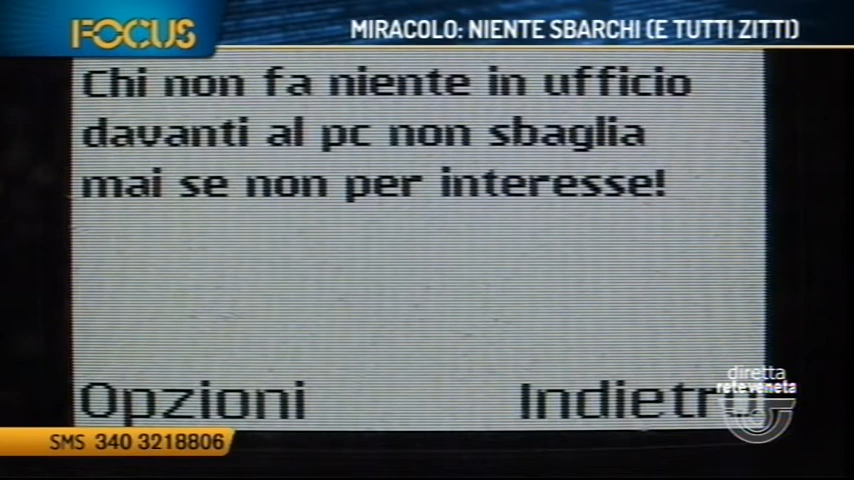 FOCUS
MIRACOLO: NIENTE SBARCHI (E TUTTI ZITTI)
Chi non fa niente in ufficio
davanti al pc non sbaglia
mai se non per interesse!
Opzioni
Indietr
diretta
reteveneta
SMS 340 3218806